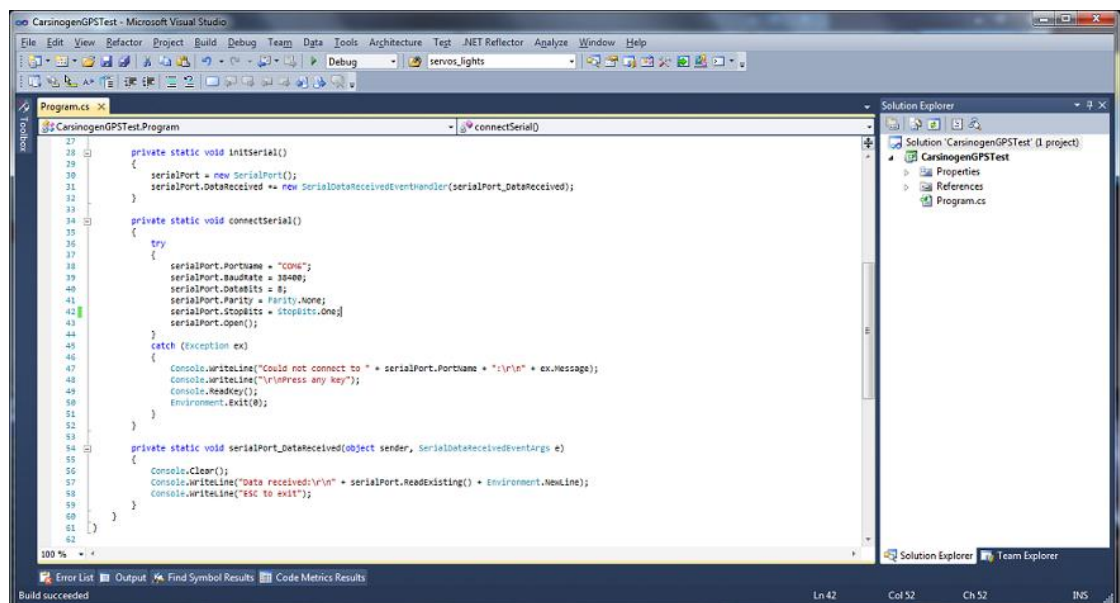 CarsinogenGPSTest - Microsoft Visual Studio
File Edit View Refactor Project Build Debug Team Data Tools Architecture Test .NET Reflector Analyze Window Help
Debug servos_lights
Toolbox
Program.cs
CarsinogenGPSTest.Program connectSerial()
27
28 private static void initSerial()
29 {
30 serialPort = new SerialPort();
31 serialPort.DataReceived += new SerialDataReceivedEventHandler(serialPort_DataReceived);
32 }
33
34 private static void connectSerial()
35 {
36 try
37 {
38 serialPort.PortName = "COM6";
39 serialPort.BaudRate = 38400;
40 serialPort.DataBits = 8;
41 serialPort.Parity = Parity.None;
42 serialPort.StopBits = StopBits.One;
43 serialPort.Open();
44 }
45 catch (Exception ex)
46 {
47 Console.WriteLine("Could not connect to " + serialPort.PortName + ":\r\n" + ex.Message);
48 Console.WriteLine("\r\nPress any key");
49 Console.ReadKey();
50 Environment.Exit(0);
51 }
52 }
53
54 private static void serialPort_DataReceived(object sender, SerialDataReceivedEventArgs e)
55 {
56 Console.Clear();
57 Console.WriteLine("Data received:\r\n" + serialPort.ReadExisting() + Environment.NewLine);
58 Console.WriteLine("ESC to exit");
59 }
60 }
61 }
62
100 %
Solution Explorer
Solution 'CarsinogenGPSTest' (1 project)
CarsinogenGPSTest
Properties
References
Program.cs
Solution Explorer Team Explorer
Error List Output Find Symbol Results Code Metrics Results
Build succeeded Ln 42 Col 52 Ch 52 INS